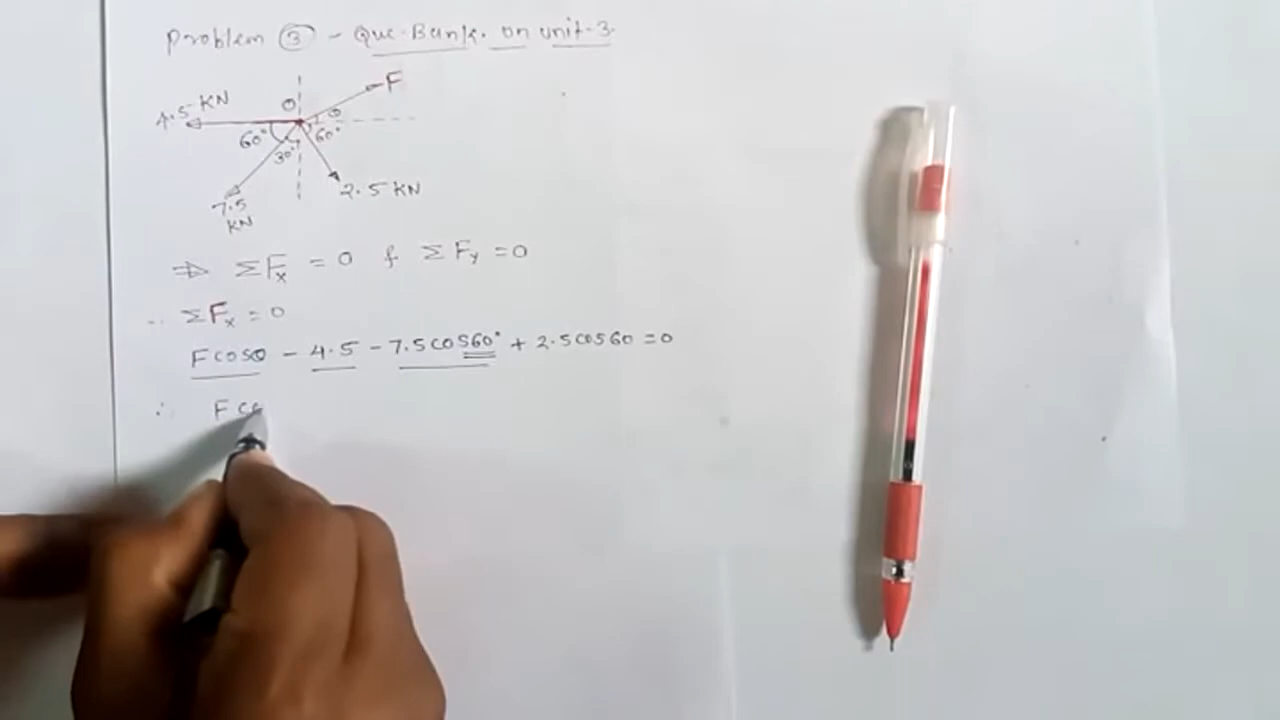 Problem ③ - Que. Bank. on unit-3.
F
4.5 KN
O
θ
60°
60°
30°
2.5 KN
7.5
KN
⇒ ΣFx = 0 & ΣFy = 0
∴ ΣFx = 0
Fcosθ - 4.5 - 7.5cos60° + 2.5cos60 = 0
∴ F co